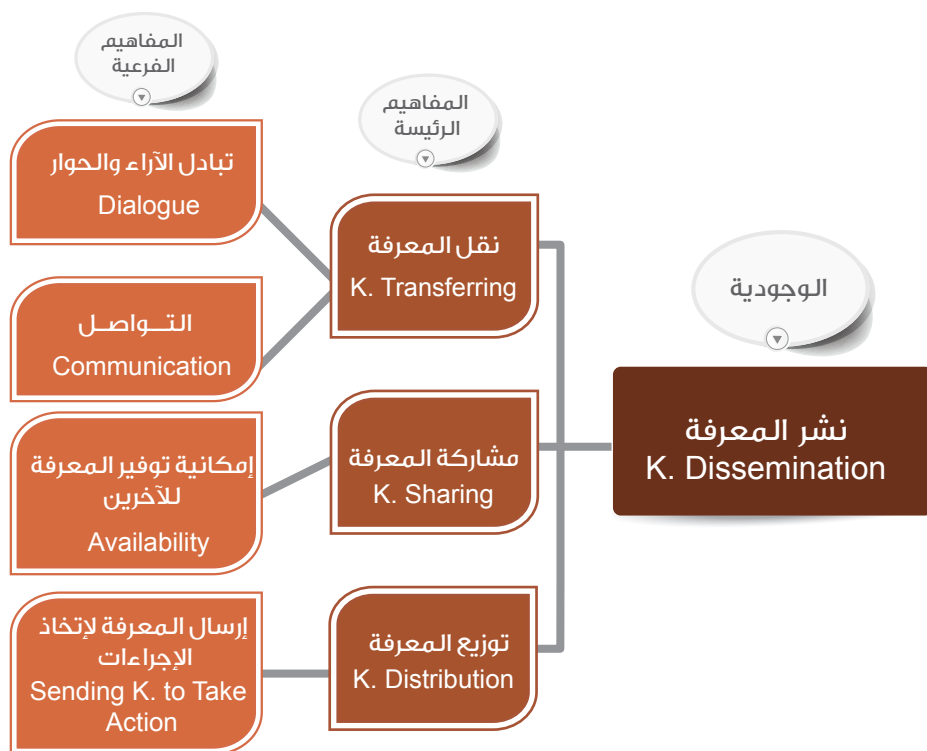 الوجودية
نشر المعرفة
K. Dissemination
المفاهيم
الرئيسة
نقل المعرفة
K. Transferring
مشاركة المعرفة
K. Sharing
توزيع المعرفة
K. Distribution
المفاهيم
الفرعية
تبادل الآراء والحوار
Dialogue
التــواصــل
Communication
إمكانية توفير المعرفة
للآخرين
Availability
إرسال المعرفة لإتخاذ
الإجراءات
Sending K. to Take
Action